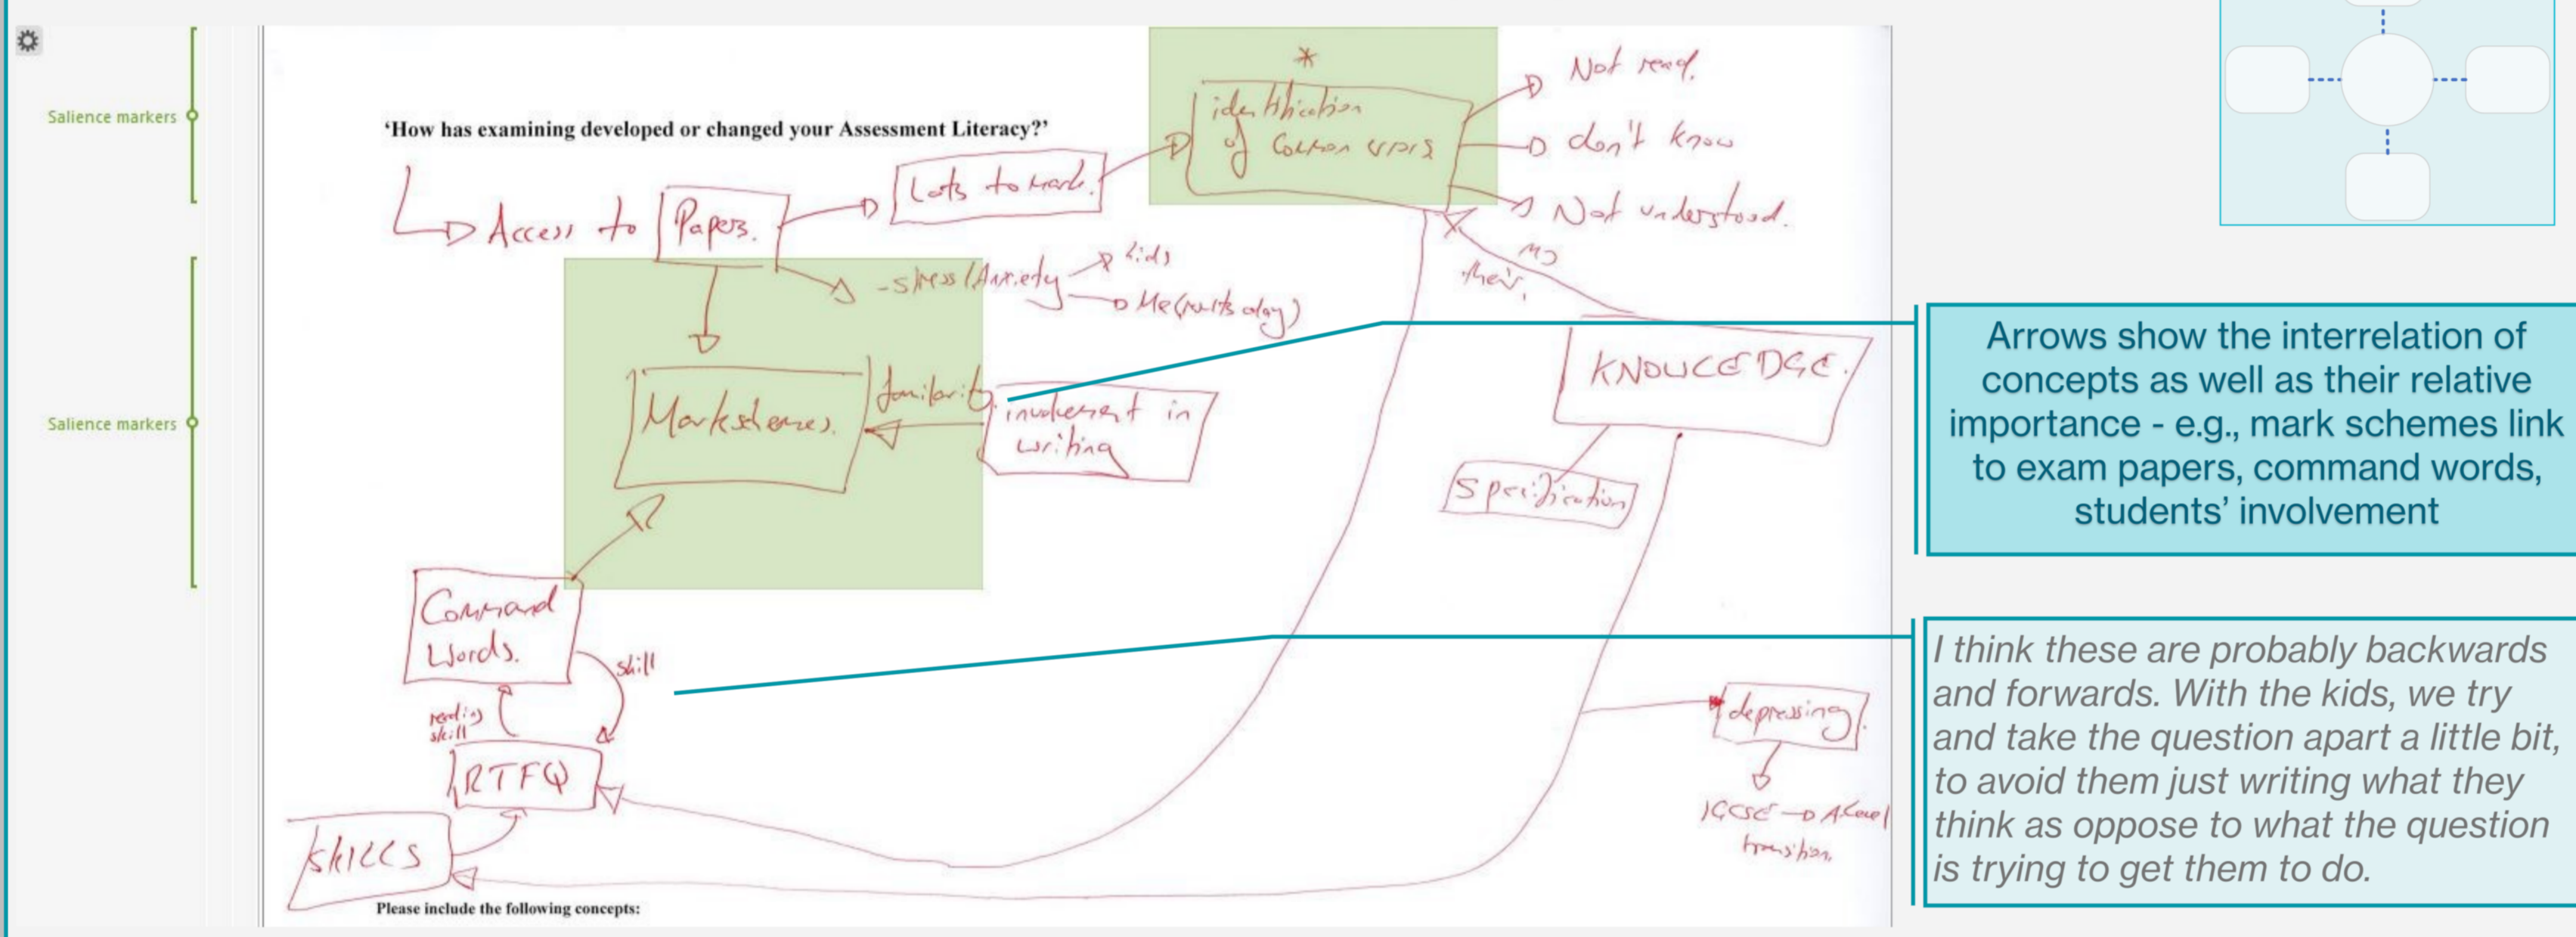 Salience markers
Salience markers
‘How has examining developed or changed your Assessment Literacy?’
*
identification
of Common errors
Not read.
don't know
Not understood.
Lots to mark.
Access to Papers.
-stress/Anxiety
kids
Me (results day)
their,
my
KNOWLEDGE.
Specification
Markschemes.
familiarity
involvement in
writing
Command
Words.
skill
reading
skill
RTFQ
SKILLS
depressing
IGCSE → A Level
transition.
Please include the following concepts:
Arrows show the interrelation of
concepts as well as their relative
importance - e.g., mark schemes link
to exam papers, command words,
students’ involvement
I think these are probably backwards
and forwards. With the kids, we try
and take the question apart a little bit,
to avoid them just writing what they
think as oppose to what the question
is trying to get them to do.